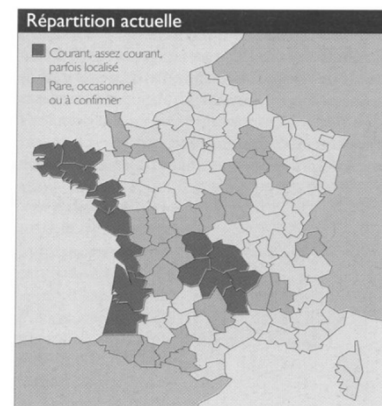 Répartition actuelle
Courant, assez courant,
parfois localisé
Rare, occasionnel
ou à confirmer